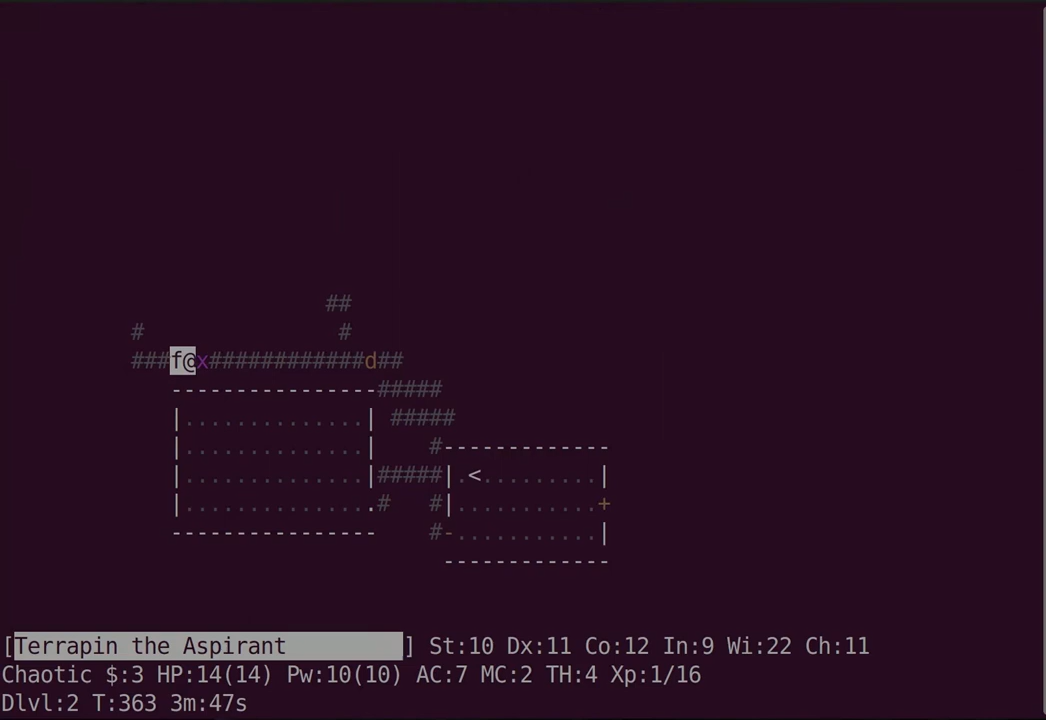 ##
# #
###f@x############d##
----------------#####
|..............| #####
|..............| #-------------
|..............|#####|.<.........|
|...............# #|...........+
---------------- #-...........|
-------------
[Terrapin the Aspirant ] St:10 Dx:11 Co:12 In:9 Wi:22 Ch:11
Chaotic $:3 HP:14(14) Pw:10(10) AC:7 MC:2 TH:4 Xp:1/16
Dlvl:2 T:363 3m:47s